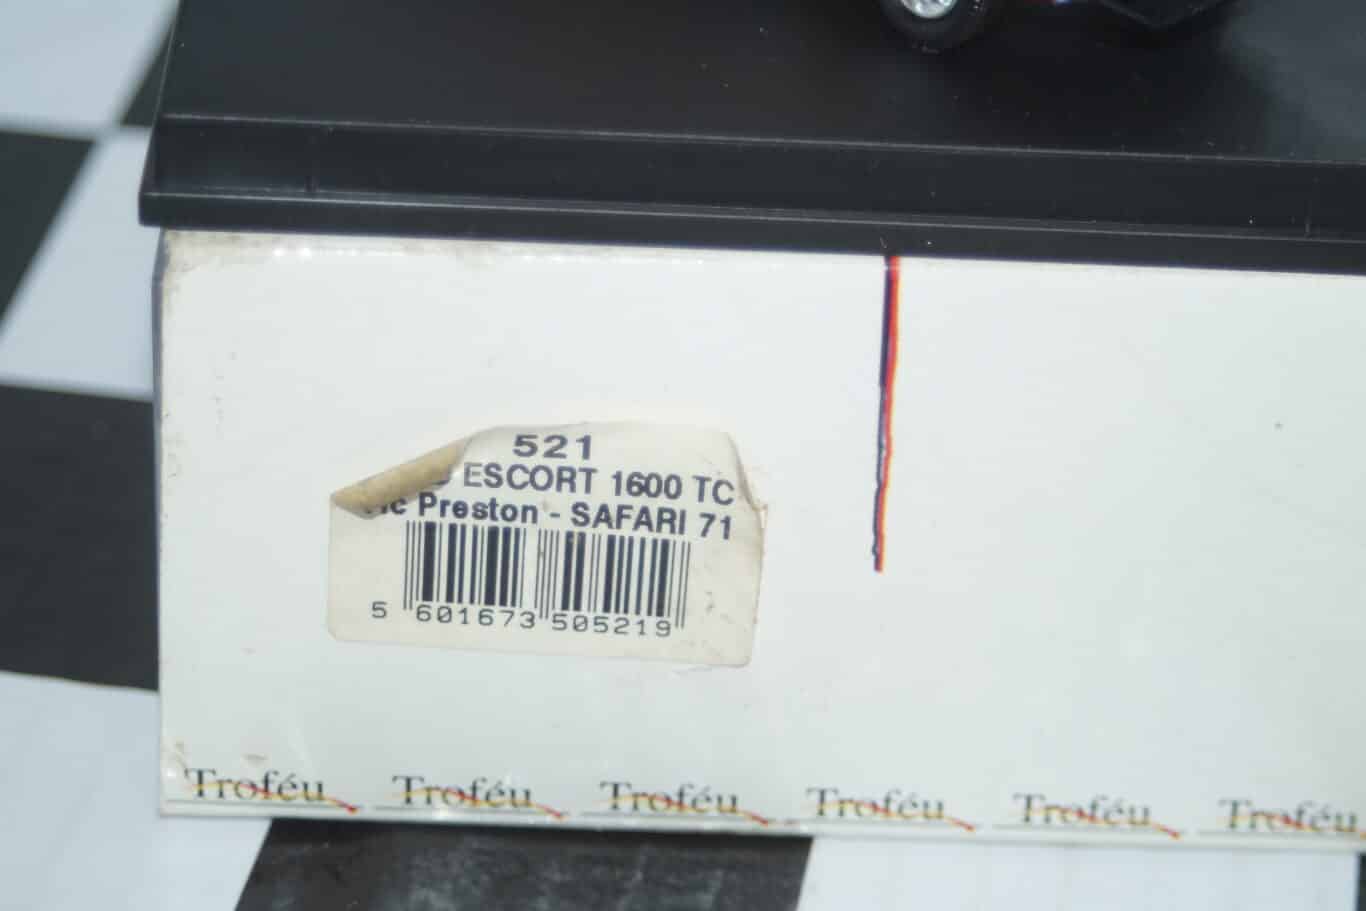 521
ESCORT 1600 TC
Preston - SAFARI 71
5 601673 505219
Troféu Troféu Troféu Troféu Troféu Troféu